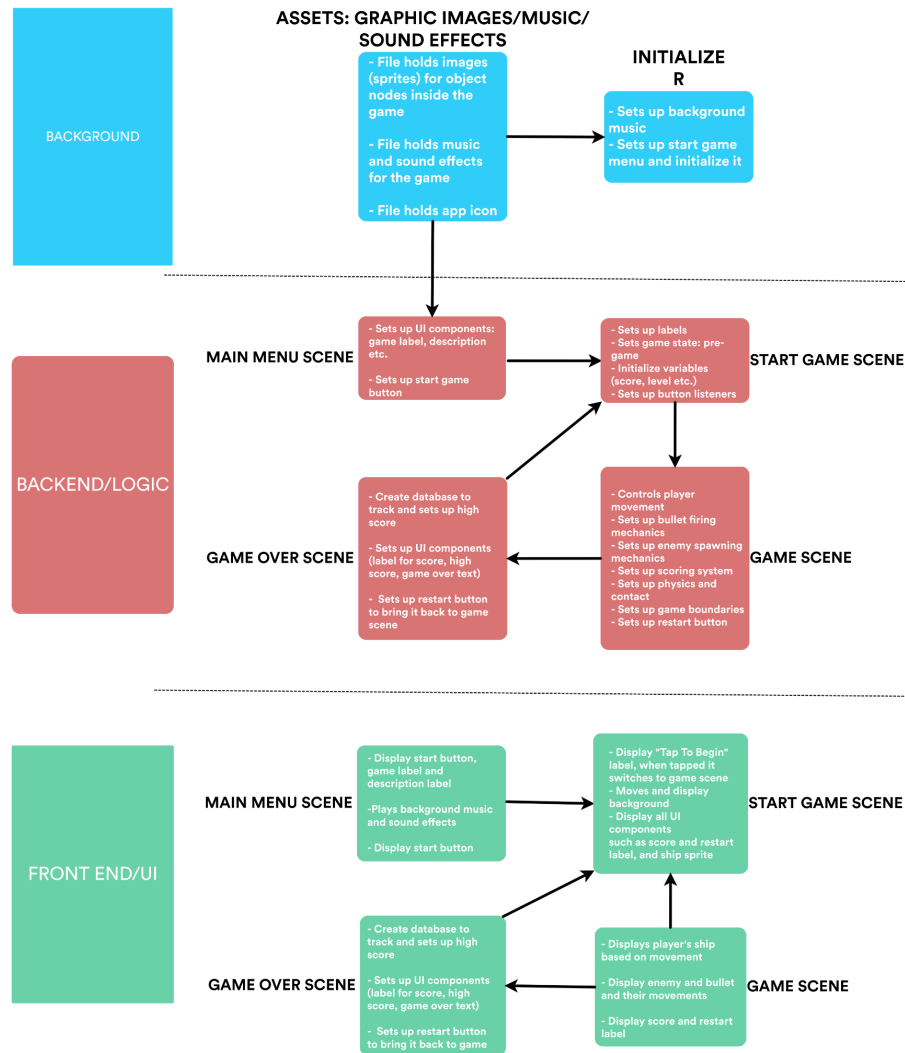 ASSETS: GRAPHIC IMAGES/MUSIC/
SOUND EFFECTS
- File holds images
(sprites) for object
nodes inside the
game
- File holds music
and sound effects
for the game
- File holds app icon
INITIALIZE
R
- Sets up background
music
- Sets up start game
menu and initialize it
BACKGROUND
MAIN MENU SCENE
- Sets up UI components:
game label, description
etc.
- Sets up start game
button
- Sets up labels
- Sets game state: pre-
game
- Initialize variables
(score, level etc.)
- Sets up button listeners
START GAME SCENE
BACKEND/LOGIC
GAME OVER SCENE
- Create database to
track and sets up high
score
- Sets up UI components
(label for score, high
score, game over text)
- Sets up restart button
to bring it back to game
scene
- Controls player
movement
- Sets up bullet firing
mechanics
- Sets up enemy spawning
mechanics
- Sets up scoring system
- Sets up physics and
contact
- Sets up game boundaries
- Sets up restart button
GAME SCENE
FRONT END/UI
MAIN MENU SCENE
- Display start button,
game label and
description label
-Plays background music
and sound effects
- Display start button
- Display "Tap To Begin"
label, when tapped it
switches to game scene
- Moves and display
background
- Display all UI
components
such as score and restart
label, and ship sprite
START GAME SCENE
GAME OVER SCENE
- Create database to
track and sets up high
score
- Sets up UI components
(label for score, high
score, game over text)
- Sets up restart button
to bring it back to game
- Displays player's ship
based on movement
- Display enemy and bullet
and their movements
- Display score and restart
label
GAME SCENE